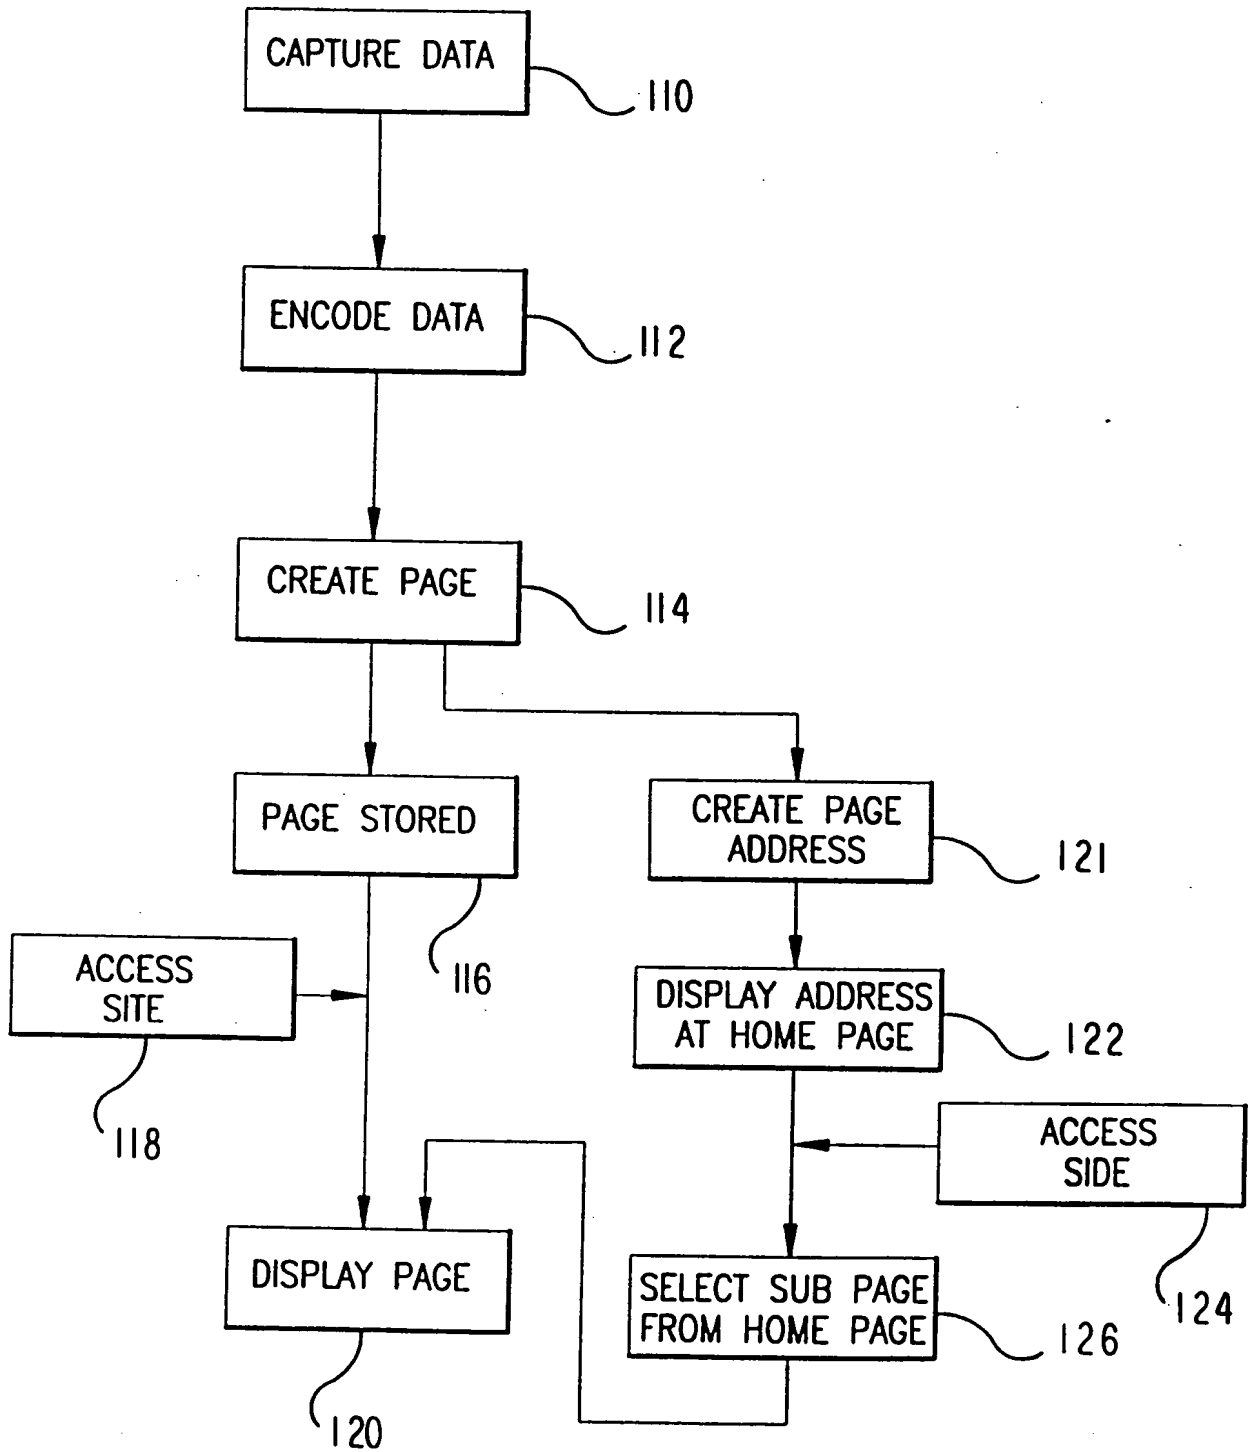 CAPTURE DATA
110
ENCODE DATA
112
CREATE PAGE
114
PAGE STORED
116
CREATE PAGE
ADDRESS
121
ACCESS
SITE
118
DISPLAY ADDRESS
AT HOME PAGE
122
ACCESS
SIDE
124
DISPLAY PAGE
120
SELECT SUB PAGE
FROM HOME PAGE
126